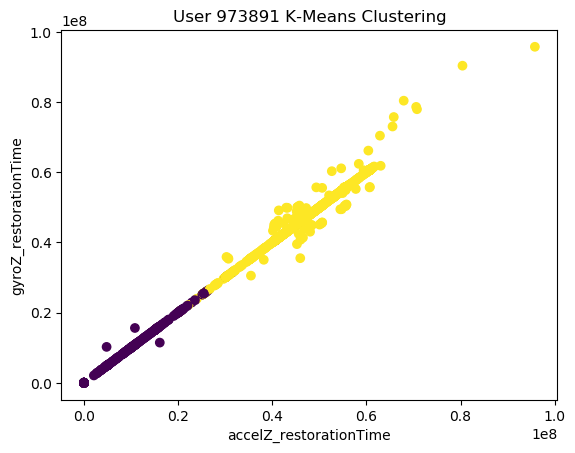 User 973891 K-Means Clustering
1e8
1.0
0.8
0.6
0.4
0.2
0.0
gyroZ_restorationTime
0.0 0.2 0.4 0.6 0.8 1.0
1e8
accelZ_restorationTime